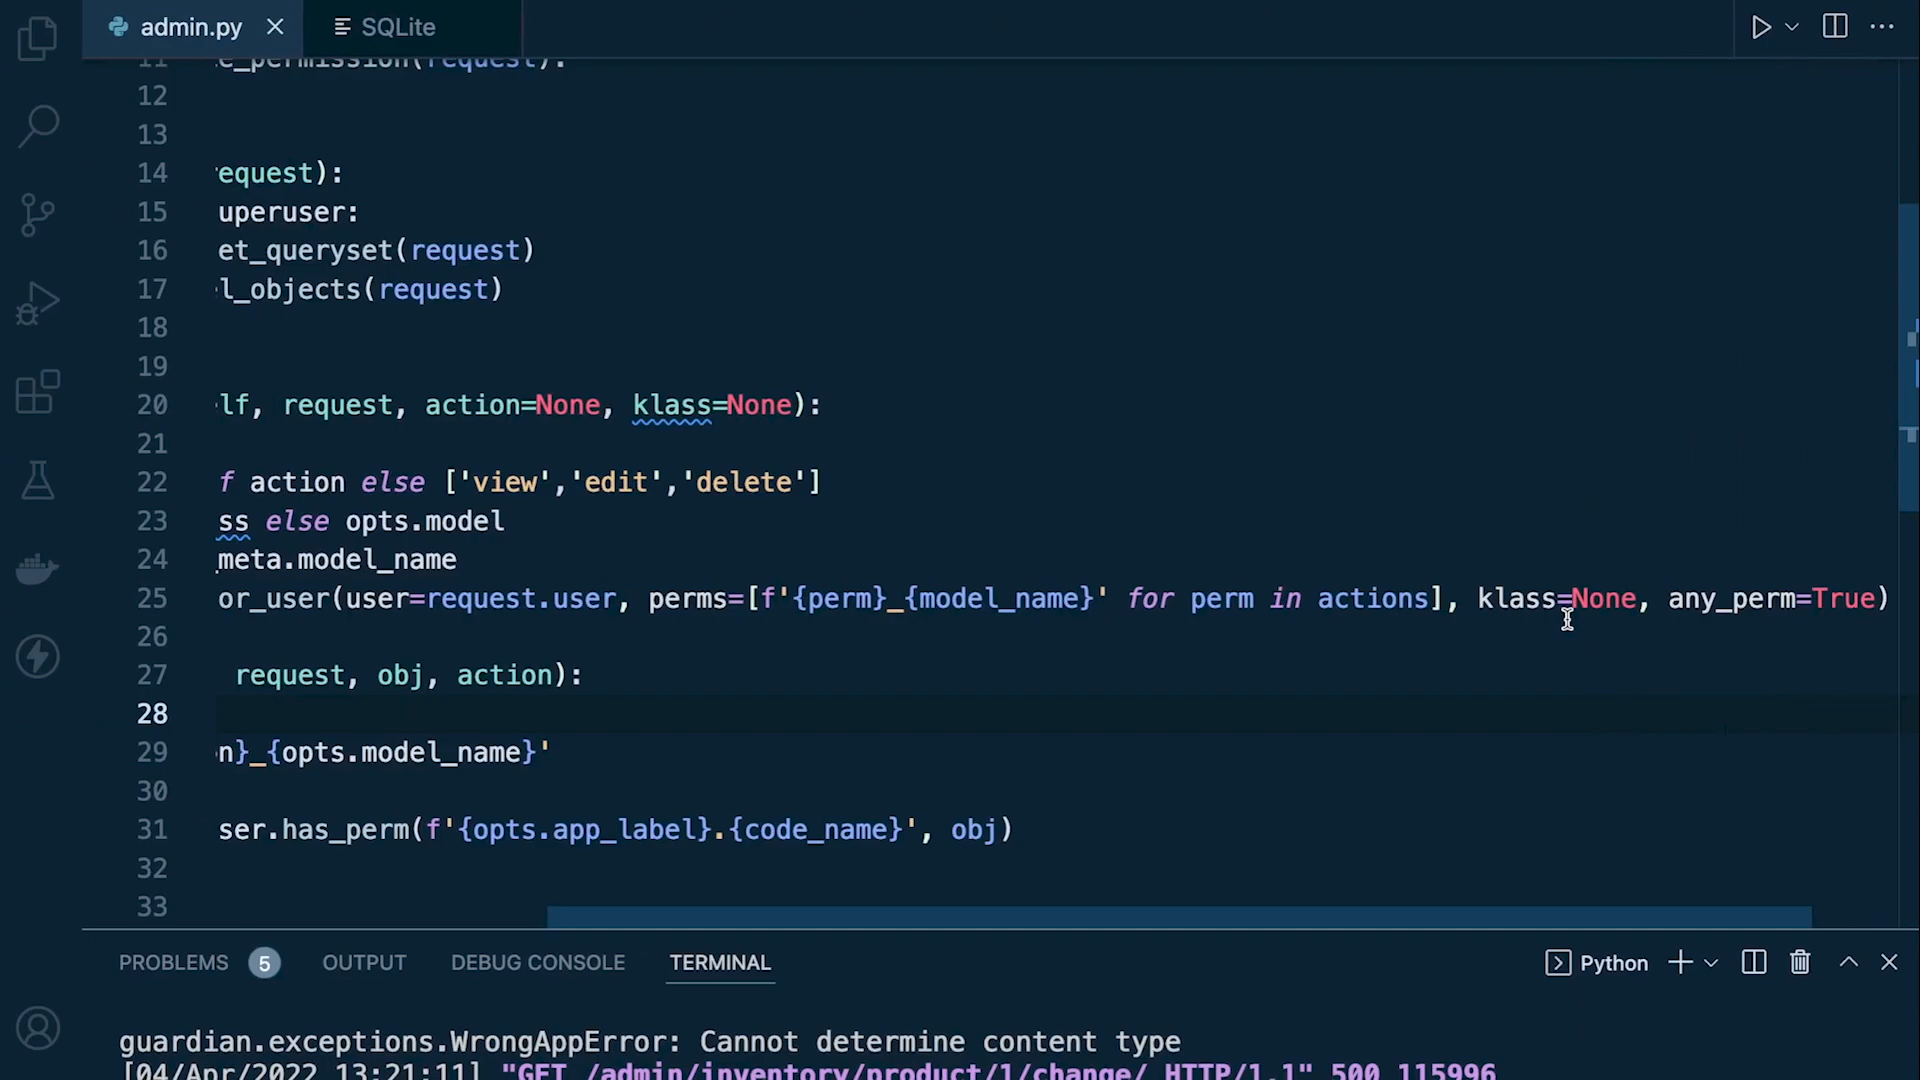 admin.py
SQLite
11 e_permission(request):
12
13
14 equest):
15 uperuser:
16 et_queryset(request)
17 l_objects(request)
18
19
20 lf, request, action=None, klass=None):
21
22 f action else ['view','edit','delete']
23 ss else opts.model
24 meta.model_name
25 or_user(user=request.user, perms=[f'{perm}_{model_name}' for perm in actions], klass=None, any_perm=True)
26
27 request, obj, action):
28
29 n}_{opts.model_name}'
30
31 ser.has_perm(f'{opts.app_label}.{code_name}', obj)
32
33
PROBLEMS 5 OUTPUT DEBUG CONSOLE TERMINAL Python
guardian.exceptions.WrongAppError: Cannot determine content type
[04/Apr/2022 13:21:11] "GET /admin/inventory/product/1/change/ HTTP/1.1" 500 115996